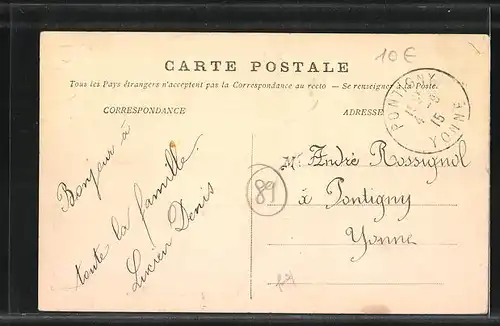 10€
CARTE POSTALE
Tous les Pays étrangers n'acceptent pas la Correspondance au recto — Se renseigner à la Poste.
CORRESPONDANCE
ADRESSE
PONTIGNY
15
YONNE
Bonjour à
toute la famille.
Lucien Denis
89
Mr. André Rossignol
à Pontigny
Yonne